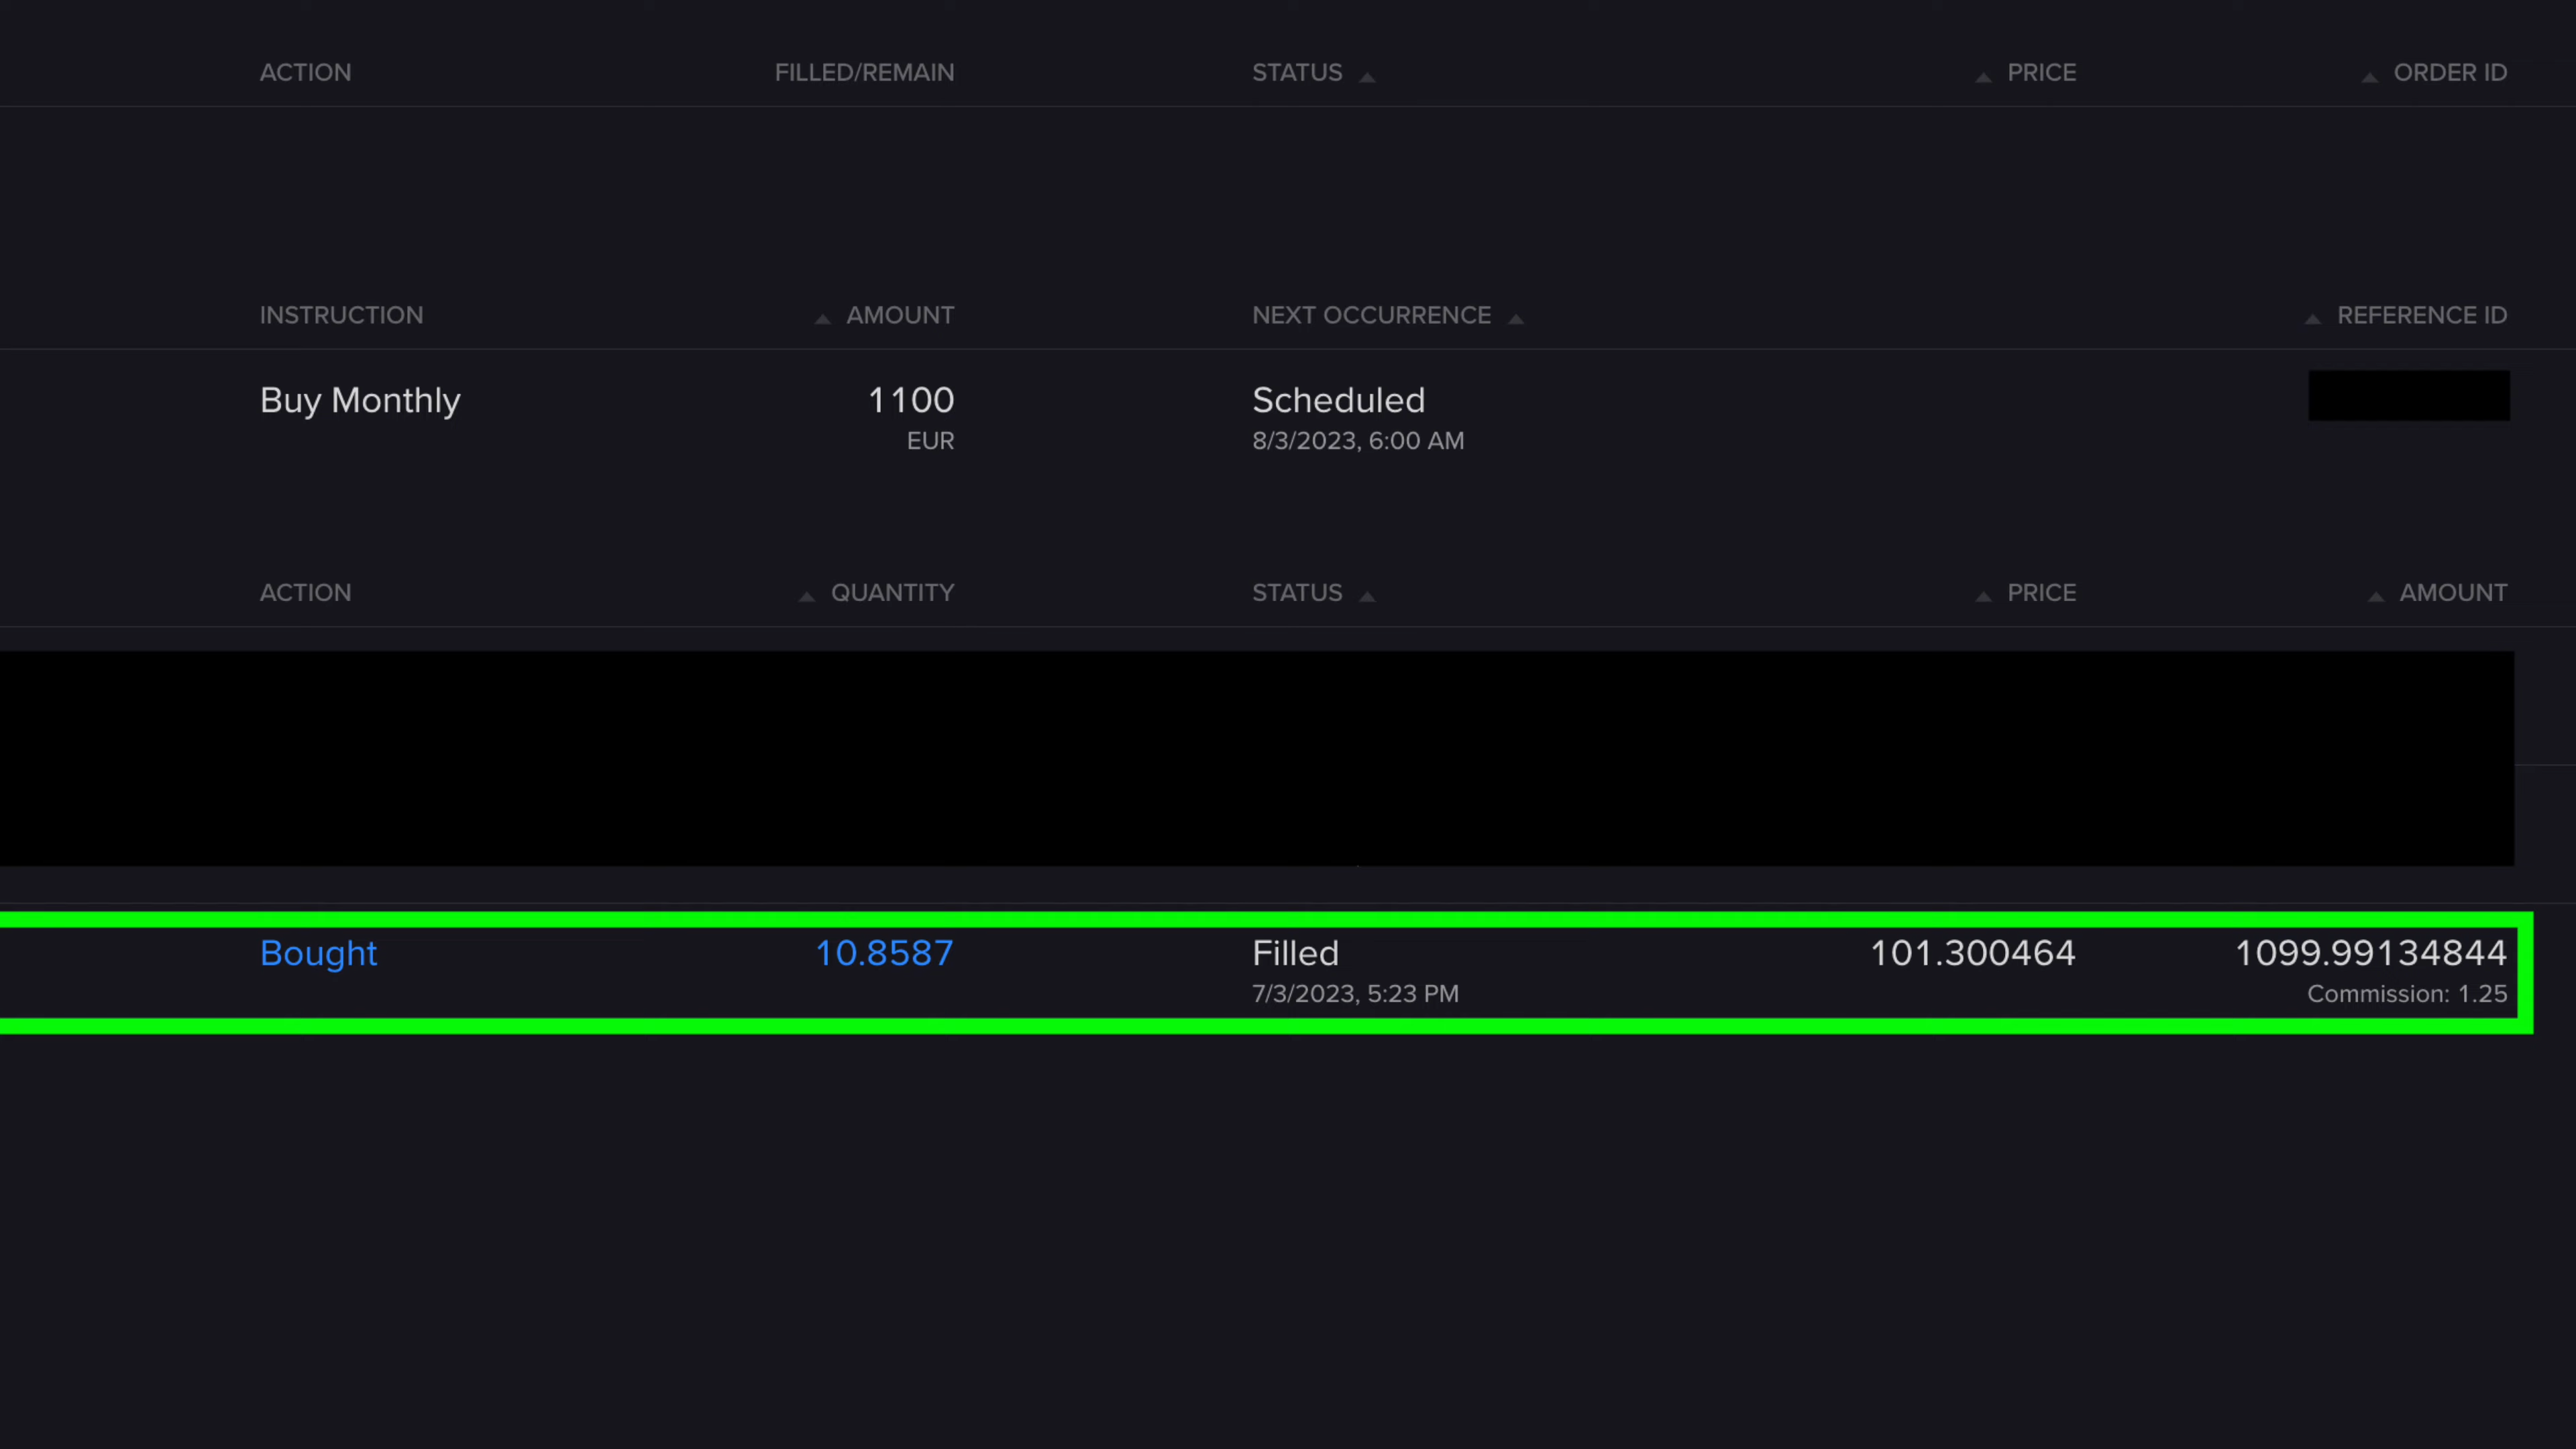 ACTION FILLED/REMAIN STATUS PRICE ORDER ID
INSTRUCTION AMOUNT NEXT OCCURRENCE REFERENCE ID
Buy Monthly 1100 Scheduled
EUR 8/3/2023, 6:00 AM
ACTION QUANTITY STATUS PRICE AMOUNT
Bought 10.8587 Filled 101.300464 1099.99134844
7/3/2023, 5:23 PM Commission: 1.25